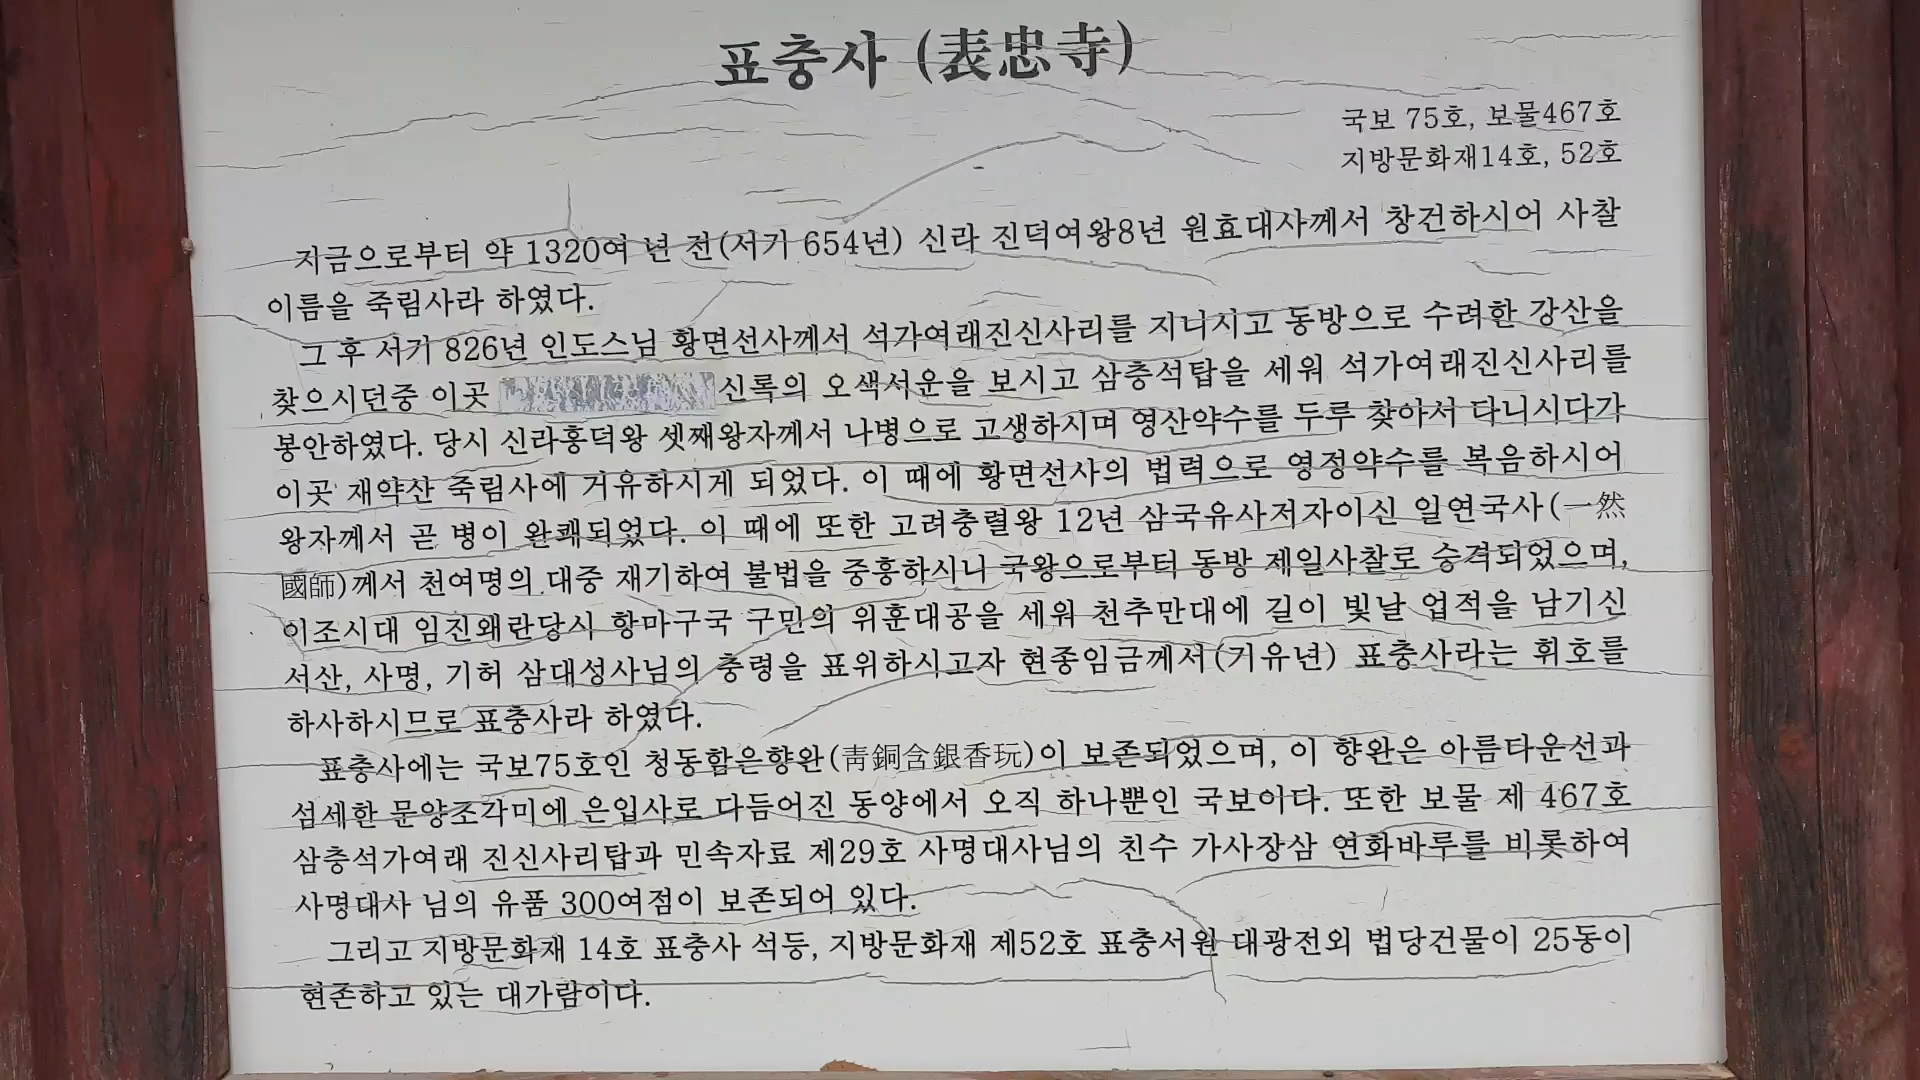 표충사 (表忠寺)
국보 75호, 보물467호
지방문화재14호, 52호
지금으로부터 약 1320여 년 전(서기 654년) 신라 진덕여왕8년 원효대사께서 창건하시어 사찰
이름을 죽림사라 하였다.
그 후 서기 826년 인도스님 황면선사께서 석가여래진신사리를 지니시고 동방으로 수려한 강산을
찾으시던중 이곳 신록의 오색서운을 보시고 삼층석탑을 세워 석가여래진신사리를
봉안하였다. 당시 신라흥덕왕 셋째왕자께서 나병으로 고생하시며 영산약수를 두루 찾아서 다니시다가
이곳 재약산 죽림사에 거유하시게 되었다. 이 때에 황면선사의 법력으로 영정약수를 복음하시어
왕자께서 곧 병이 완쾌되었다. 이 때에 또한 고려충렬왕 12년 삼국유사저자이신 일연국사(一然
國師)께서 천여명의 대중 재기하여 불법을 중흥하시니 국왕으로부터 동방 제일사찰로 승격되었으며,
이조시대 임진왜란당시 항마구국 구민의 위훈대공을 세워 천추만대에 길이 빛날 업적을 남기신
서산, 사명, 기허 삼대성사님의 충령을 표위하시고자 현종임금께서(거유년) 표충사라는 휘호를
하사하시므로 표충사라 하였다.
표충사에는 국보75호인 청동함은향완(靑銅含銀香玩)이 보존되었으며, 이 향완은 아름다운선과
섬세한 문양조각미에 은입사로 다듬어진 동양에서 오직 하나뿐인 국보이다. 또한 보물 제 467호
삼층석가여래 진신사리탑과 민속자료 제29호 사명대사님의 친수 가사장삼 연화바루를 비롯하여
사명대사 님의 유품 300여점이 보존되어 있다.
그리고 지방문화재 14호 표충사 석등, 지방문화재 제52호 표충서원 대광전외 법당건물이 25동이
현존하고 있는 대가람이다.